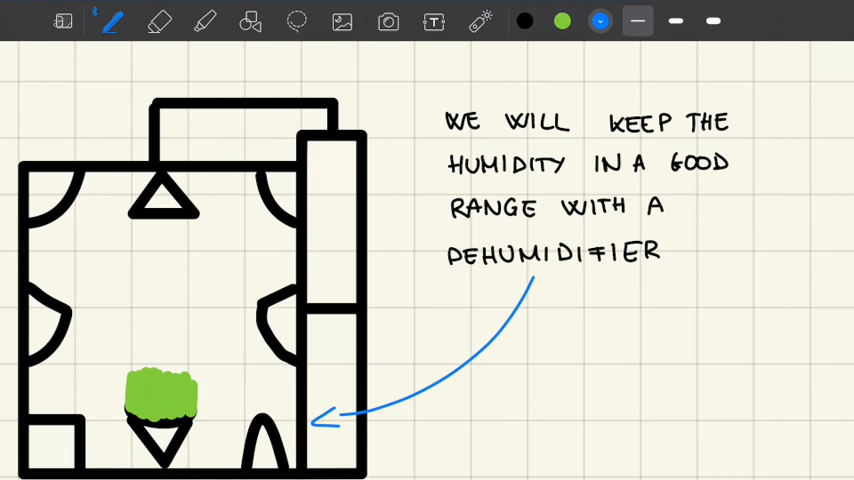 WE WILL KEEP THE
HUMIDITY IN A GOOD
RANGE WITH A
DEHUMIDIFIER